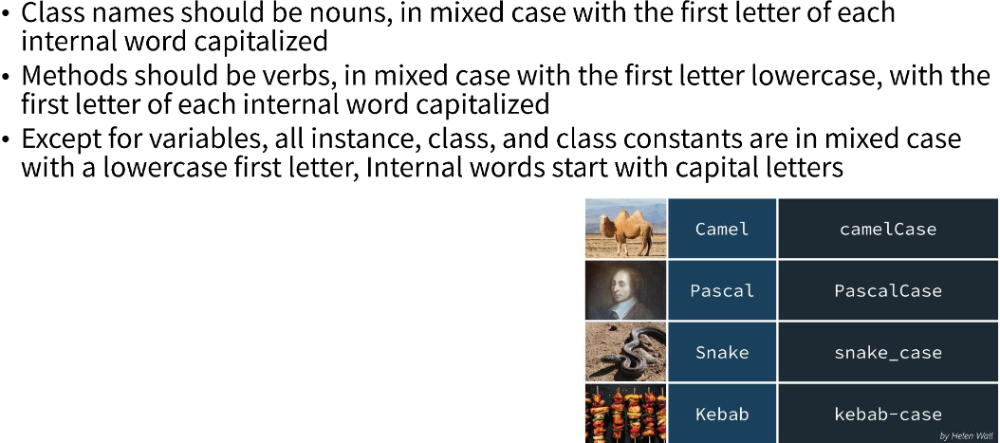 • Class names should be nouns, in mixed case with the first letter of each
internal word capitalized
• Methods should be verbs, in mixed case with the first letter lowercase, with the
first letter of each internal word capitalized
• Except for variables, all instance, class, and class constants are in mixed case
with a lowercase first letter, Internal words start with capital letters
Camel camelCase
Pascal PascalCase
Snake snake_case
Kebab kebab-case
by Helen Wall